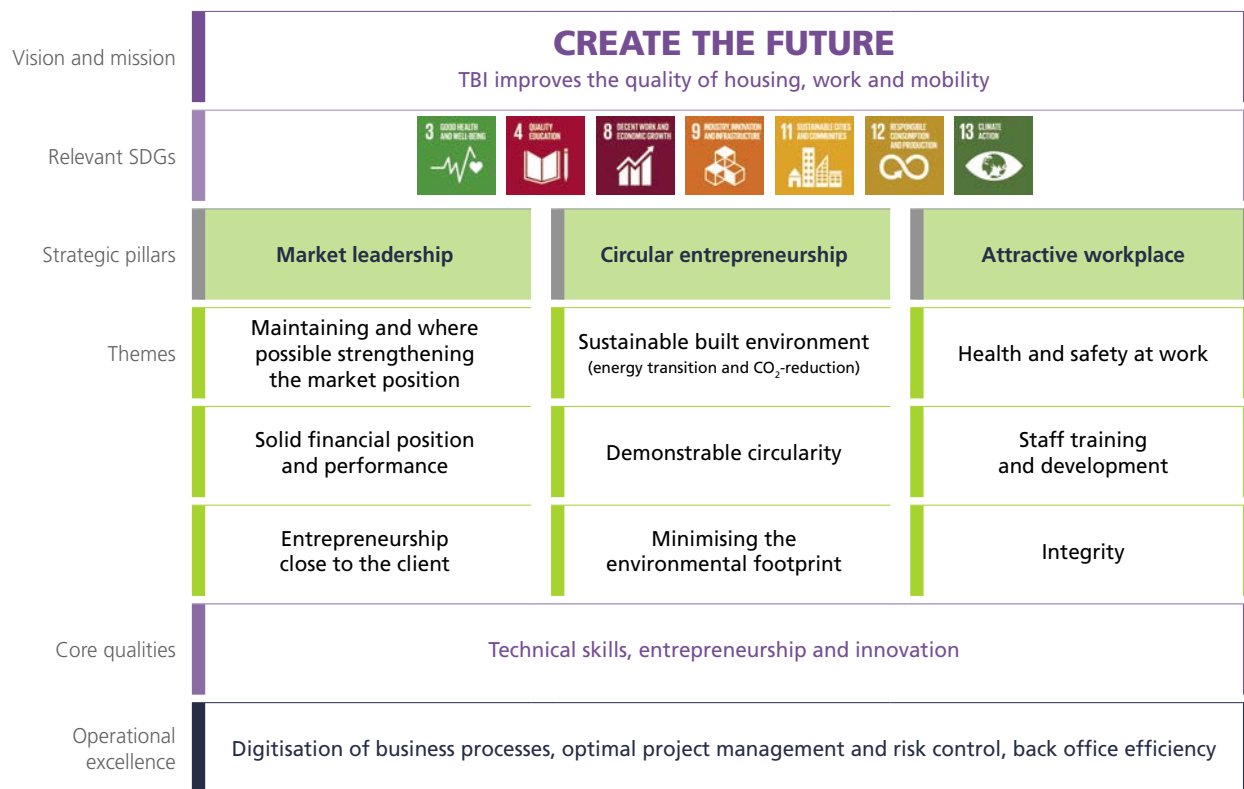 Vision and mission
CREATE THE FUTURE
TBI improves the quality of housing, work and mobility
Relevant SDGs
3 GOOD HEALTH
AND WELL-BEING
4 QUALITY
EDUCATION
8 DECENT WORK AND
ECONOMIC GROWTH
9 INDUSTRY, INNOVATION
AND INFRASTRUCTURE
11 SUSTAINABLE CITIES
AND COMMUNITIES
12 RESPONSIBLE
CONSUMPTION
AND PRODUCTION
13 CLIMATE
ACTION
Strategic pillars
Market leadership
Circular entrepreneurship
Attractive workplace
Themes
Maintaining and where
possible strengthening
the market position
Sustainable built environment
(energy transition and CO₂-reduction)
Health and safety at work
Solid financial position
and performance
Demonstrable circularity
Staff training
and development
Entrepreneurship
close to the client
Minimising the
environmental footprint
Integrity
Core qualities
Technical skills, entrepreneurship and innovation
Operational
excellence
Digitisation of business processes, optimal project management and risk control, back office efficiency